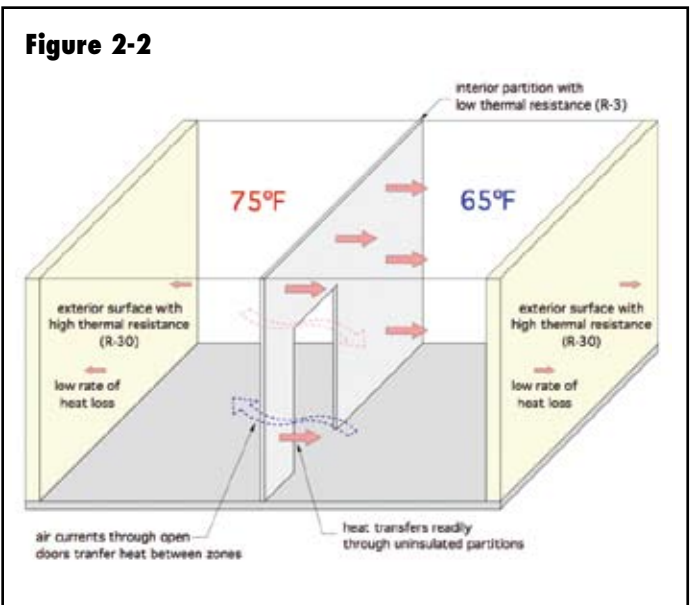 Figure 2-2
interior partition with
low thermal resistance (R-3)
75°F
65°F
exterior surface with
high thermal resistance
(R-30)
low rate of
heat loss
exterior surface with
high thermal resistance
(R-30)
low rate of
heat loss
air currents through open
doors tranfer heat between zones
heat transfers readily
through uninsulated partitions